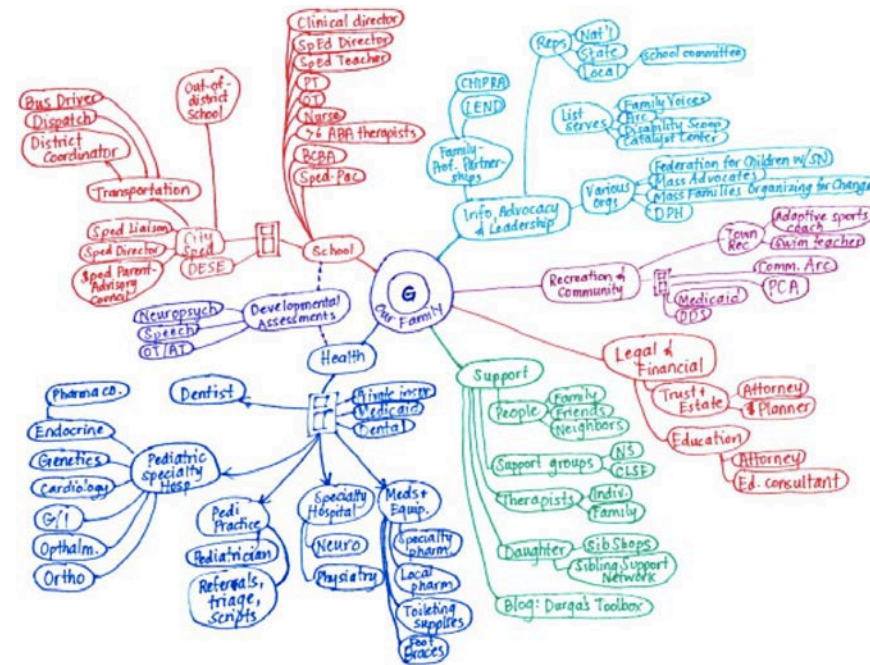 Clinical director
SpEd Director
Sped Teacher
PT
OT
Nurse
ABA therapists
BCBA
Sped-Pac
School
Out-of-
district
School
Bus Driver
Dispatch
District
Coordinator
Transportation
Sped Liaison
Sped Director
Sped Parent
Advisory
Council
City
Sped
DESE
Reps
Nat'l
State
Local
School committee
CHIPRA
LEND
Family-
Prof. Partner-
ships
List
Serves
Family Voices
Arc
Disability Scoop
Catalyst Center
Info, Advocacy
& Leadership
Various
orgs
Federation for Children w/SN
Mass Advocates
Mass Families Organizing for Change
DPH
G
Our Family
Recreation &
Community
Town
Rec
Adaptive sports
coach
Swim teacher
Comm. Arc
PCA
Medicaid
DDS
Developmental
Assessments
Neuropsych
Speech
OT/AT
Health
Dentist
Private insur.
Medicaid
Dental
Pharmaco.
Endocrine
Genetics
Cardiology
G/I
Opthalm.
Ortho
Pediatric
Specialty
Hosp.
Pedi
Practice
Pediatrician
Referrals,
triage,
scripts
Specialty
Hospital
Neuro
Physiatry
Meds +
Equip.
Specialty
pharm.
Local
pharm
Toileting
supplies
Foot
Braces
Support
People
Family
Friends
Neighbors
Support groups
NS
CLSF
Therapists
Indiv.
Family
Daughter
SibShops
Sibling Support
Network
Blog: Durga's Toolbox
Legal &
Financial
Trust &
Estate
Attorney
$ Planner
Education
Attorney
Ed. consultant